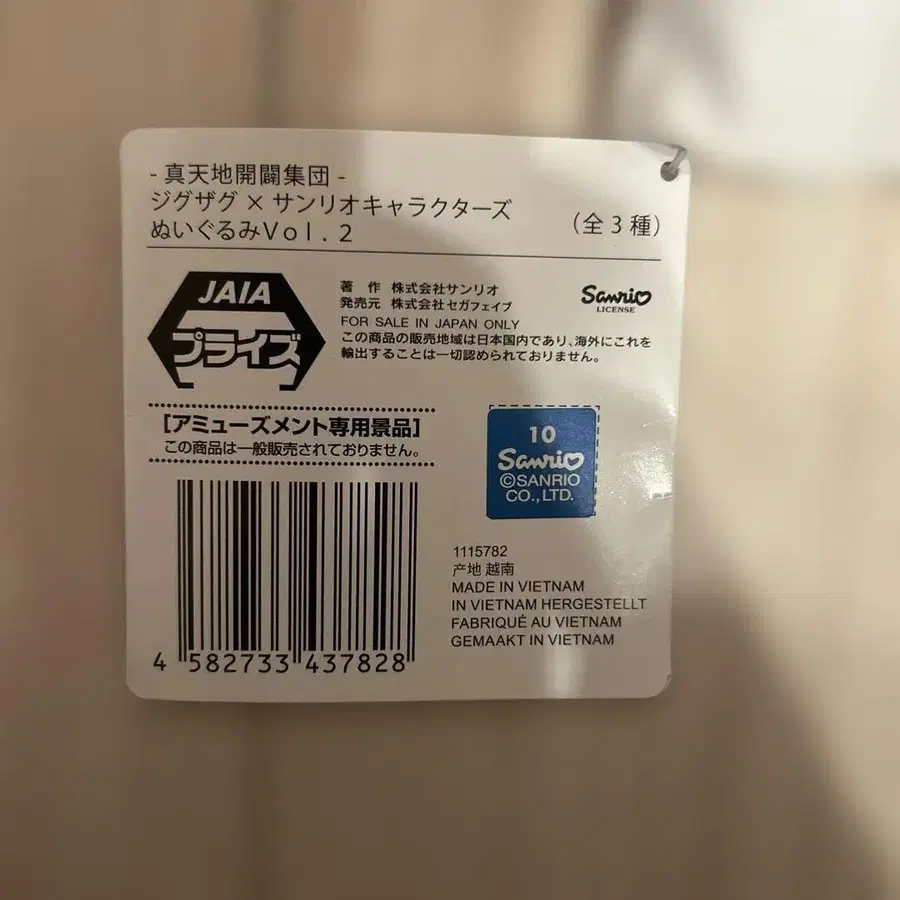 - 真天地開闢集団 -
ジグザグ × サンリオキャラクターズ
ぬいぐるみVol.2
(全3種)
JAIA
プライズ
著 作 株式会社サンリオ
発売元 株式会社セガフェイブ
FOR SALE IN JAPAN ONLY
この商品の販売地域は日本国内であり、海外にこれを
輸出することは一切認められておりません。
Sanrio
LICENSE
[アミューズメント専用景品]
この商品は一般販売されておりません。
10
Sanrio
©SANRIO
CO.,LTD.
1115782
产地 越南
MADE IN VIETNAM
IN VIETNAM HERGESTELLT
FABRIQUÉ AU VIETNAM
GEMAAKT IN VIETNAM
4 582733 437828